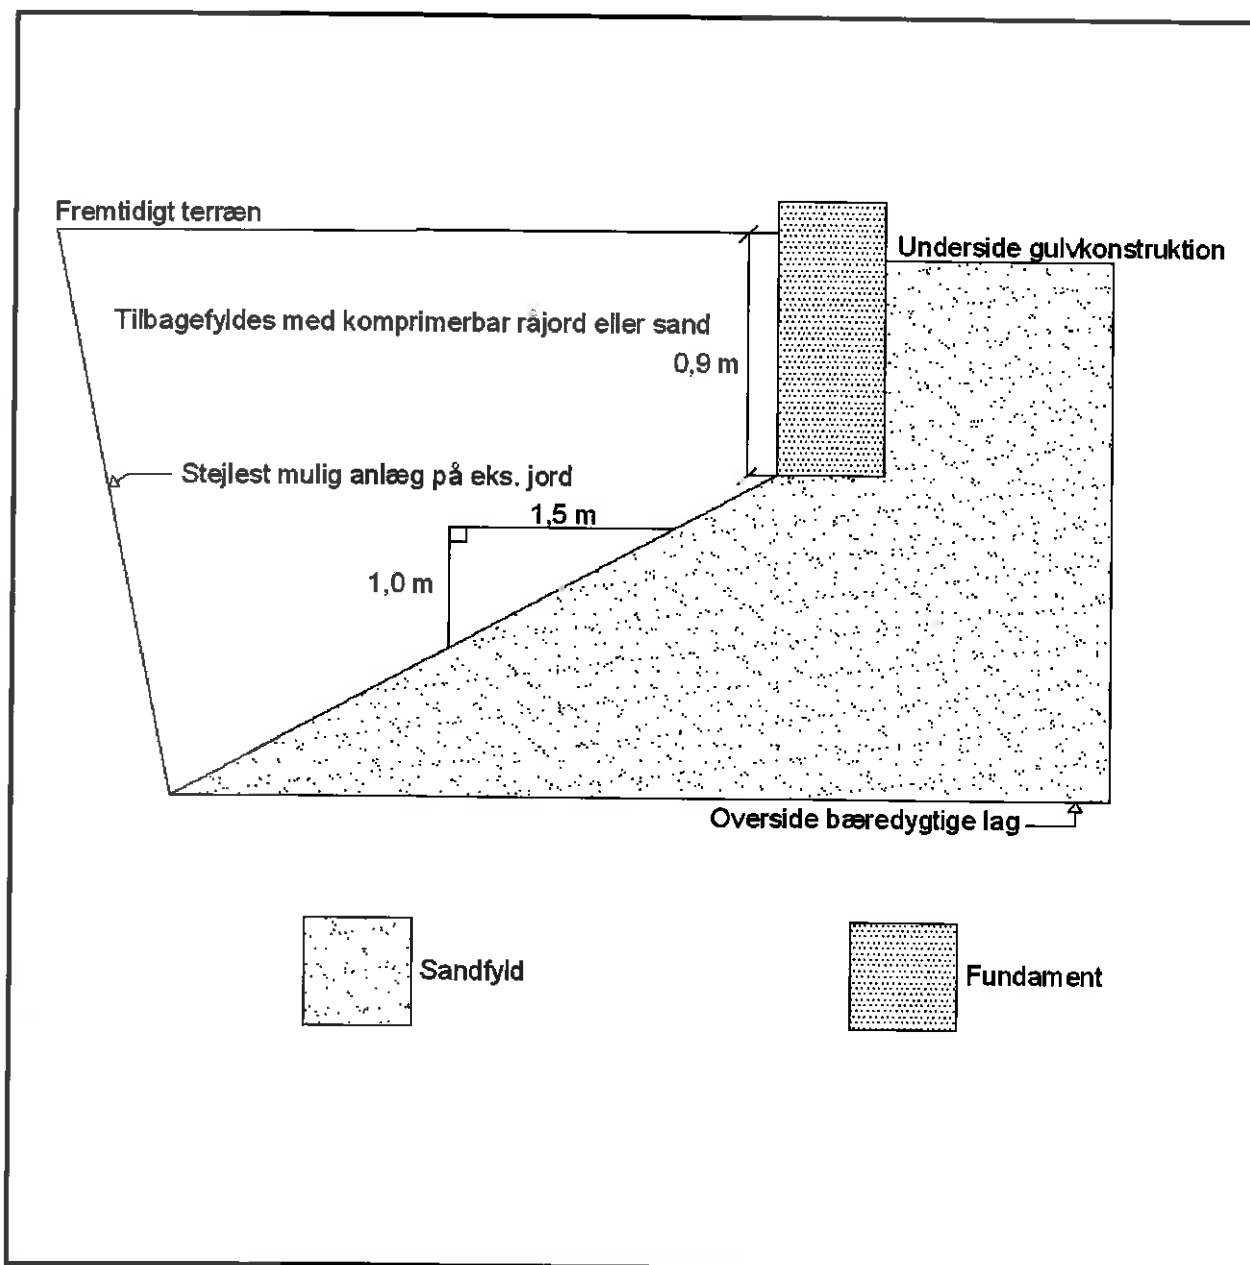 Fremtidigt terræn
Underside gulvkonstruktion
Tilbagefyldes med komprimerbar råjord eller sand
0,9 m
Stejlest mulig anlæg på eks. jord
1,5 m
1,0 m
Overside bæredygtige lag
Sandfyld
Fundament